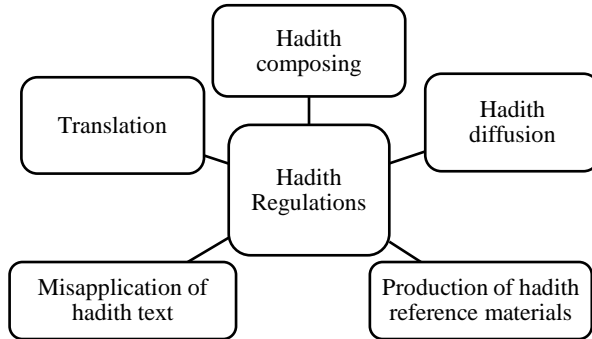 Hadith
composing
Translation
Hadith
diffusion
Hadith
Regulations
Misapplication of
hadith text
Production of hadith
reference materials